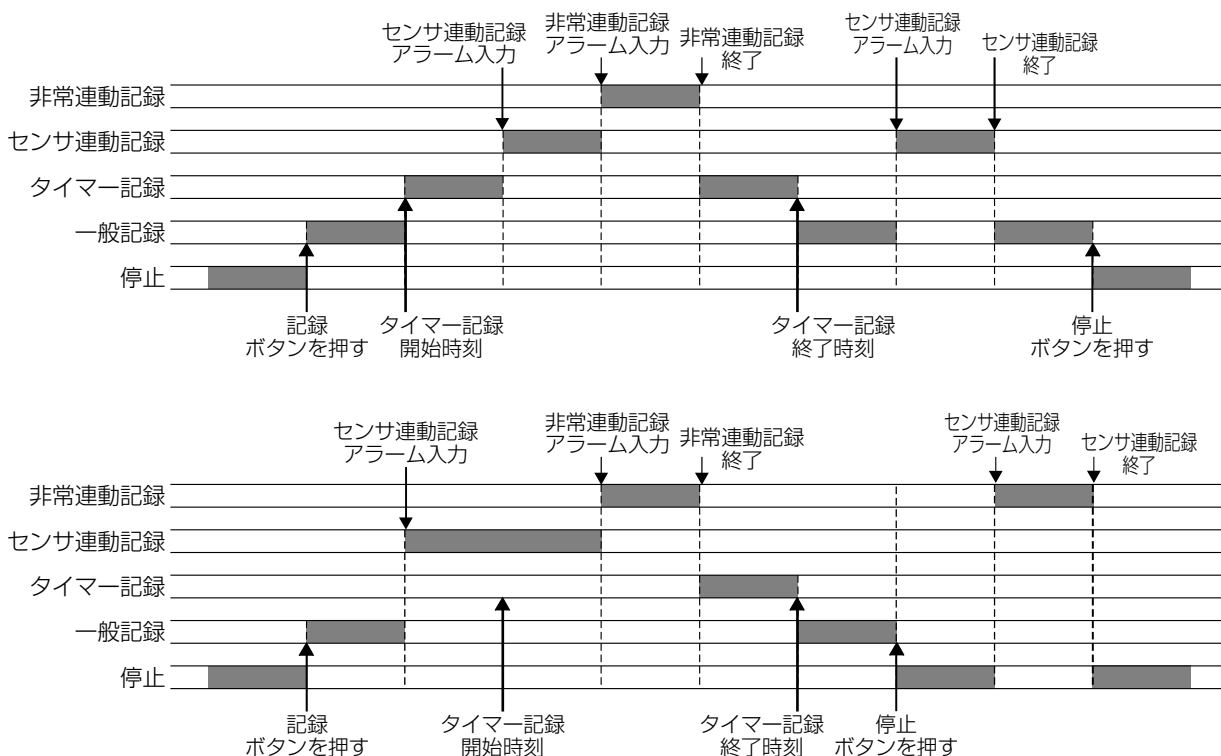 センサ連動記録
アラーム入力
非常連動記録
アラーム入力
非常連動記録
終了
センサ連動記録
アラーム入力
センサ連動記録
終了
非常連動記録
センサ連動記録
タイマー記録
一般記録
停止
記録
ボタンを押す
タイマー記録
開始時刻
タイマー記録
終了時刻
停止
ボタンを押す
センサ連動記録
アラーム入力
非常連動記録
アラーム入力
非常連動記録
終了
センサ連動記録
アラーム入力
センサ連動記録
終了
非常連動記録
センサ連動記録
タイマー記録
一般記録
停止
記録
ボタンを押す
タイマー記録
開始時刻
タイマー記録
終了時刻
停止
ボタンを押す